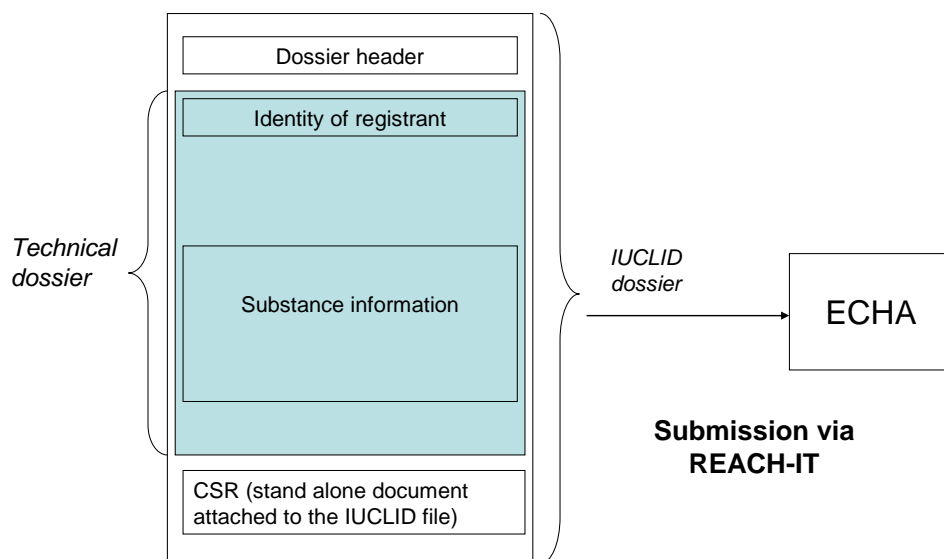 Dossier header
Identity of registrant
Technical
dossier
Substance information
IUCLID
dossier
ECHA
Submission via
REACH-IT
CSR (stand alone document
attached to the IUCLID file)